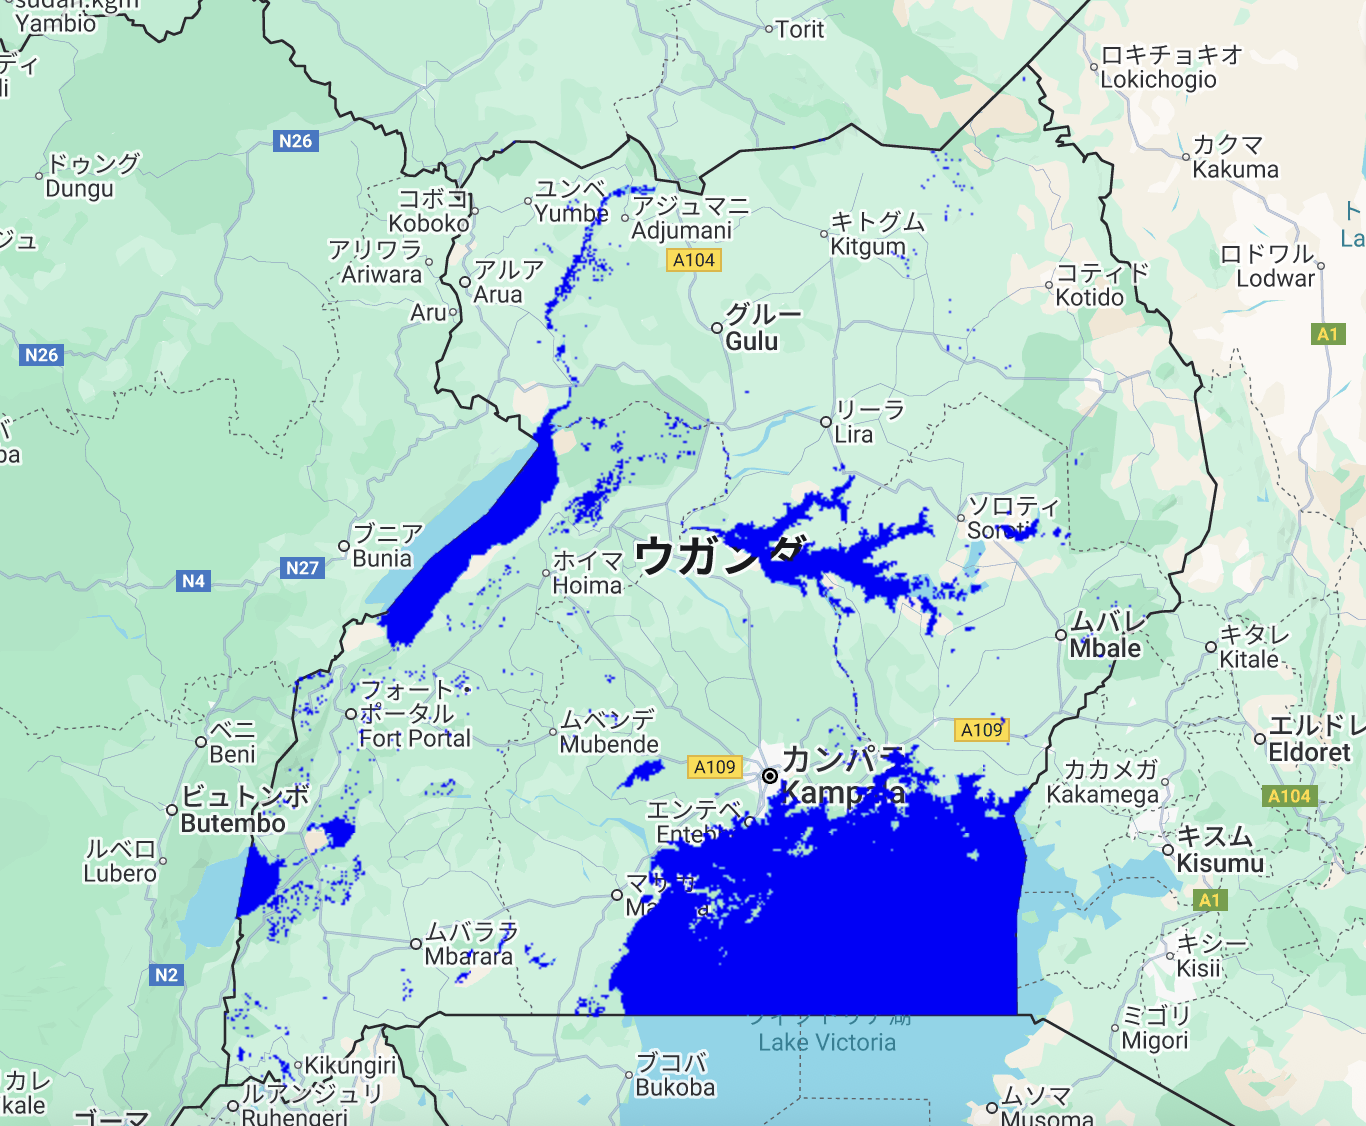 Yambio
Torit
ロキチョキオ
Lokichogio
N26
カクマ
Kakuma
ドゥング
Dungu
コボコ
Koboko
ユンベ
Yumbe
アジュマニ
Adjumani
キトグム
Kitgum
アリワラ
Ariwara
アルア
Arua
A104
ロドワル
Lodwar
コティド
Kotido
Aru
グルー
Gulu
A1
N26
リーラ
Lira
ソロティ
Soroti
ブニア
Bunia
ウガンダ
ホイマ
Hoima
N27
N4
ムバレ
Mbale
キタレ
Kitale
フォート・
ポータル
Fort Portal
ベニ
Beni
ムベンデ
Mubende
A109
エルドレ
Eldoret
A109
カンパラ
Kampala
カカメガ
Kakamega
ビュトンボ
Butembo
A104
エンテベ
ルベロ
Lubero
キスム
Kisumu
マサカ
A1
ムバララ
Mbarara
キシー
Kisii
N2
Lake Victoria
ミゴリ
Migori
Kikungiri
ブコバ
Bukoba
ルアンジュリ
Ruhengeri
ムソマ
Musoma
ゴーマ